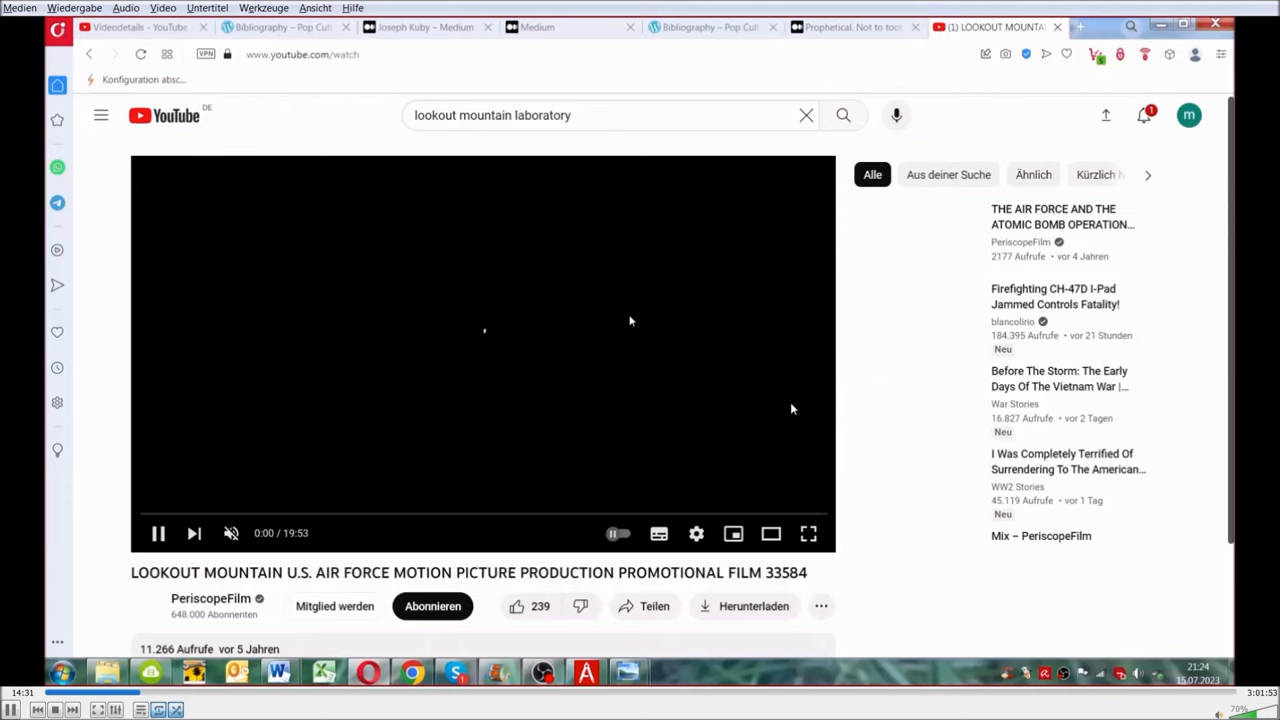 Medien Wiedergabe Audio Video Untertitel Werkzeuge Ansicht Hilfe
Videodetails - YouTube
Bibliography – Pop Cult
Joseph Kuby – Medium
Medium
Bibliography – Pop Cult
Prophetical. Not to toot
(1) LOOKOUT MOUNTA
VPN www.youtube.com/watch
Konfiguration absc...
YouTube DE
lookout mountain laboratory
1
m
Alle Aus deiner Suche Ähnlich Kürzlich h
THE AIR FORCE AND THE
ATOMIC BOMB OPERATION...
PeriscopeFilm
2177 Aufrufe • vor 4 Jahren
Firefighting CH-47D I-Pad
Jammed Controls Fatality!
blancolirio
184.395 Aufrufe • vor 21 Stunden
Neu
Before The Storm: The Early
Days Of The Vietnam War |...
War Stories
16.827 Aufrufe • vor 2 Tagen
Neu
I Was Completely Terrified Of
Surrendering To The American...
WW2 Stories
45.119 Aufrufe • vor 1 Tag
Neu
Mix – PeriscopeFilm
0:00 / 19:53
LOOKOUT MOUNTAIN U.S. AIR FORCE MOTION PICTURE PRODUCTION PROMOTIONAL FILM 33584
PeriscopeFilm
648.000 Abonnenten
Mitglied werden
Abonnieren
239
Teilen
Herunterladen
11.266 Aufrufe vor 5 Jahren
21:24
15.07.2023
14:31
3:01:53
70%